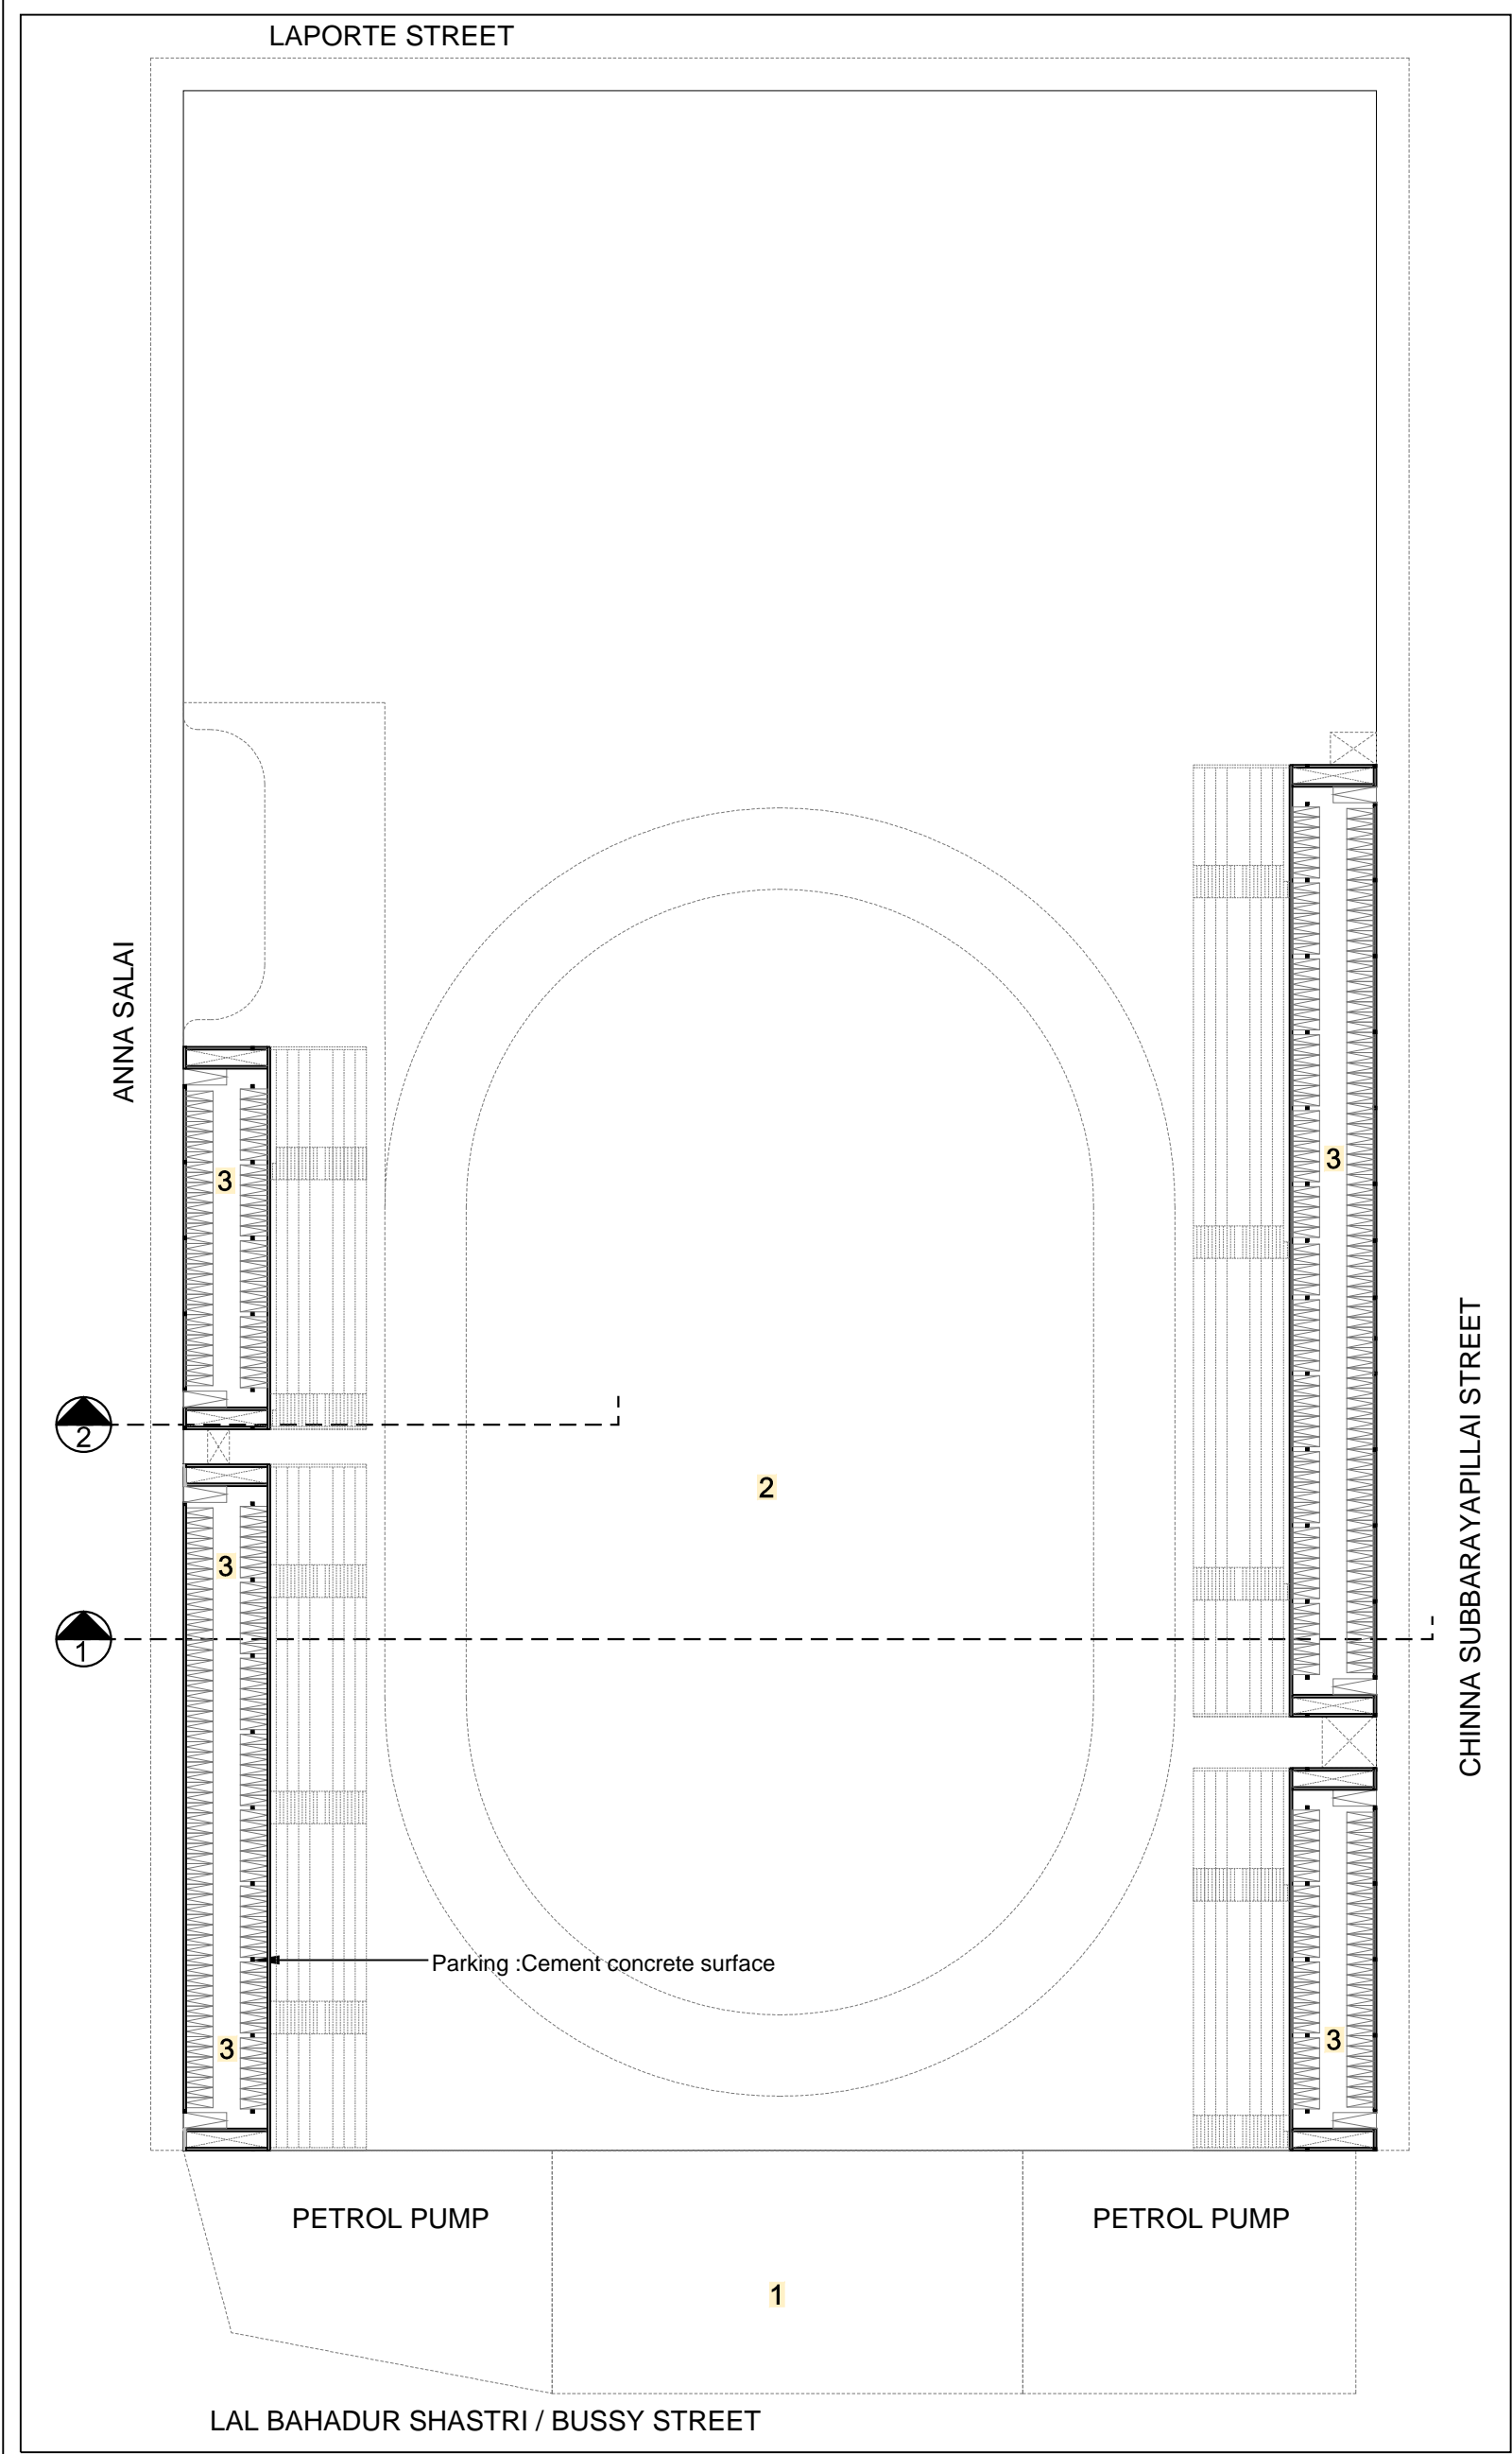 LAPORTE STREET
ANNA SALAI
3
3
2
CHINNA SUBBARAYAPILLAI STREET
2
3
1
Parking :Cement concrete surface
3
3
PETROL PUMP
PETROL PUMP
1
LAL BAHADUR SHASTRI / BUSSY STREET